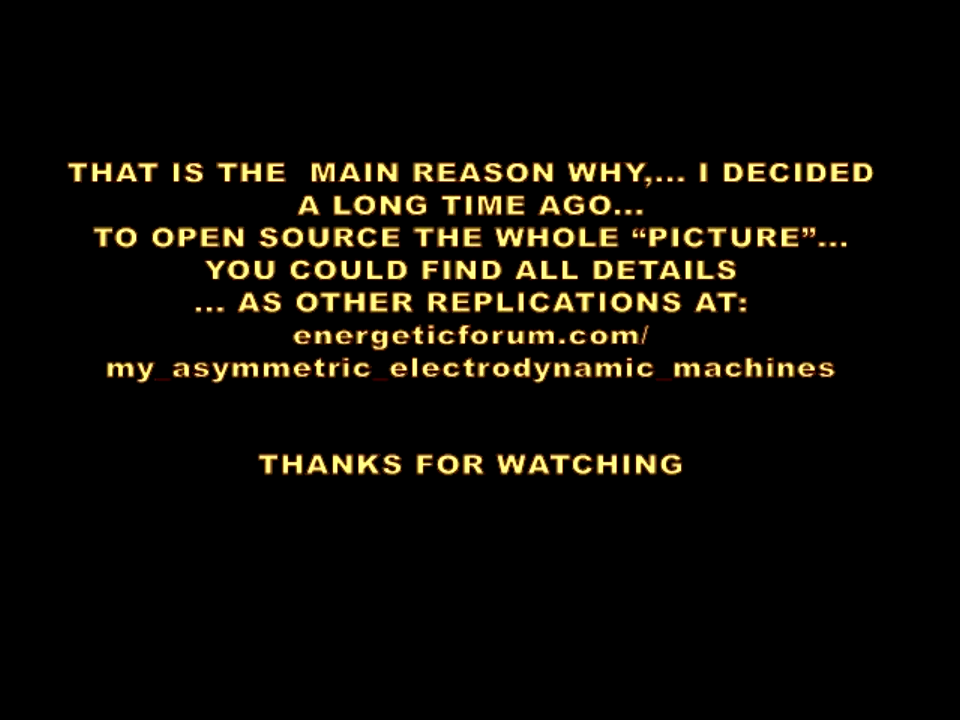 THAT IS THE  MAIN REASON WHY,... I DECIDED
A LONG TIME AGO...
TO OPEN SOURCE THE WHOLE “PICTURE”...
YOU COULD FIND ALL DETAILS
... AS OTHER REPLICATIONS AT:
energeticforum.com/
my_asymmetric_electrodynamic_machines
THANKS FOR WATCHING